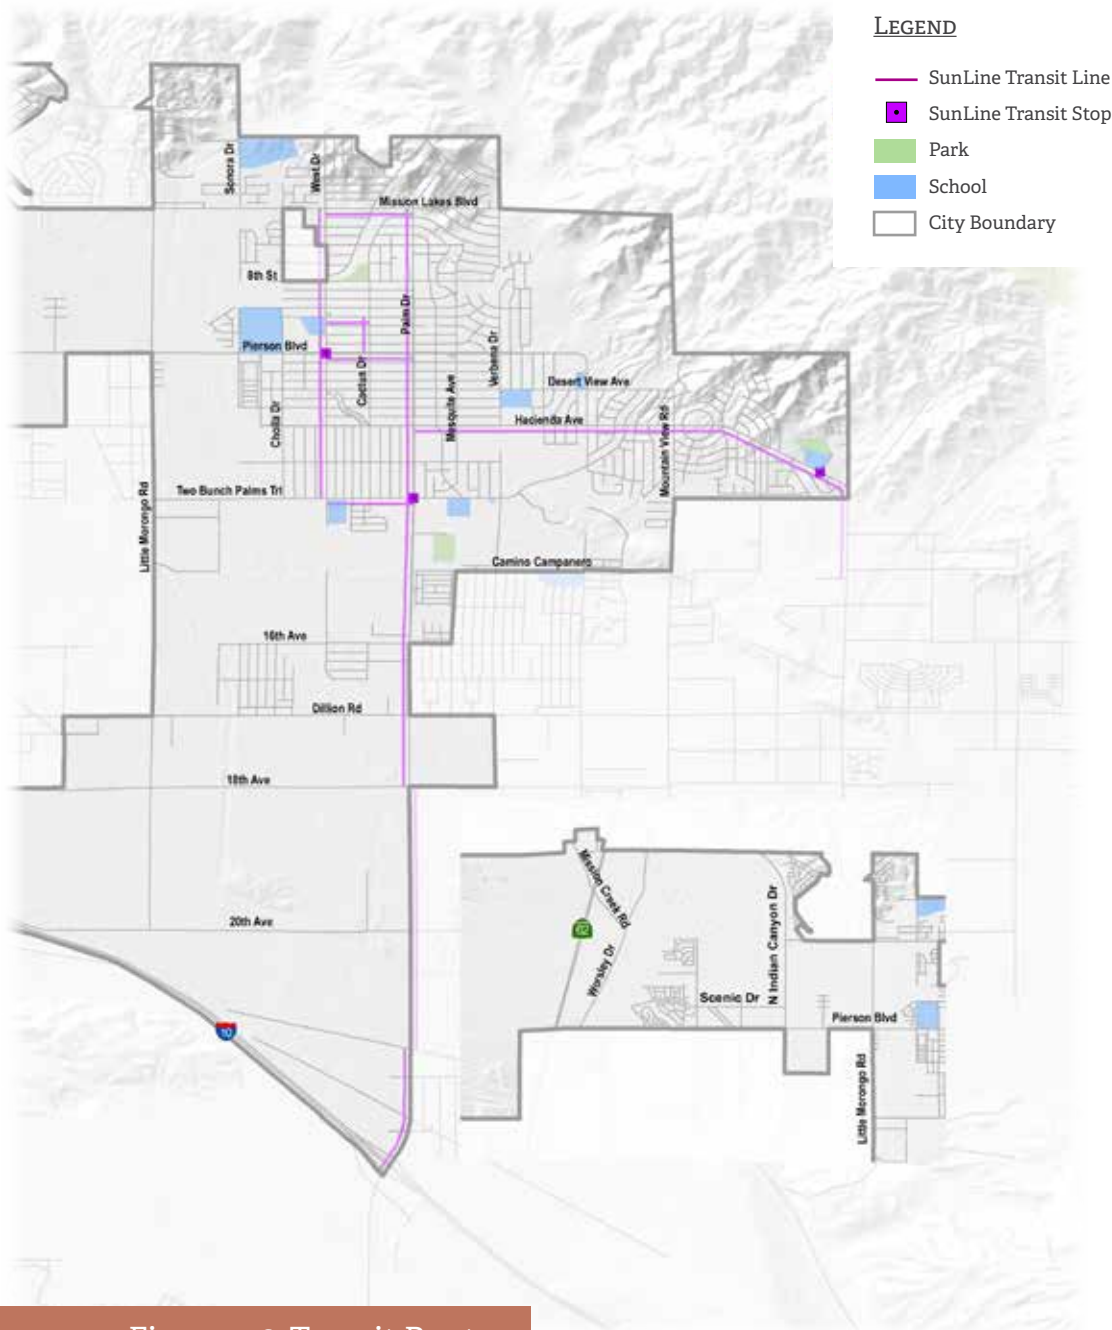 LEGEND
SunLine Transit Line
SunLine Transit Stop
Park
School
City Boundary
Sonora Dr
West Dr
Mission Lakes Blvd
8th St
Palm Dr
Pierson Blvd
Verbena Dr
Cactus Dr
Desert View Ave
Mesquite Ave
Hacienda Ave
Cholla Dr
Mountain View Rd
Two Bunch Palms Trl
Little Morongo Rd
Camino Campanero
16th Ave
Dillion Rd
18th Ave
20th Ave
10
Mission Creek Rd
62
Worsley Dr
N Indian Canyon Dr
Scenic Dr
Pierson Blvd
Little Morongo Rd